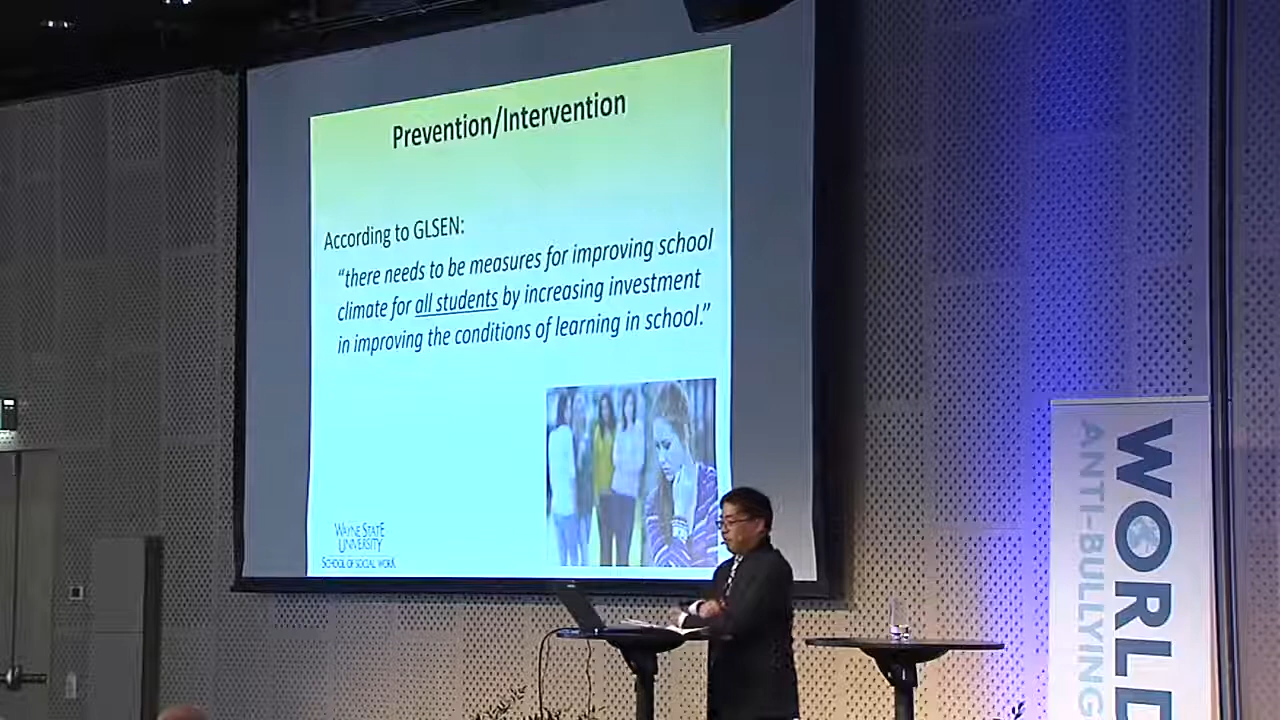 Prevention/Intervention
According to GLSEN:
“there needs to be measures for improving school
climate for all students by increasing investment
in improving the conditions of learning in school.”
WAYNE STATE
UNIVERSITY
SCHOOL OF SOCIAL WORK
WORLD
ANTI-BULLYING